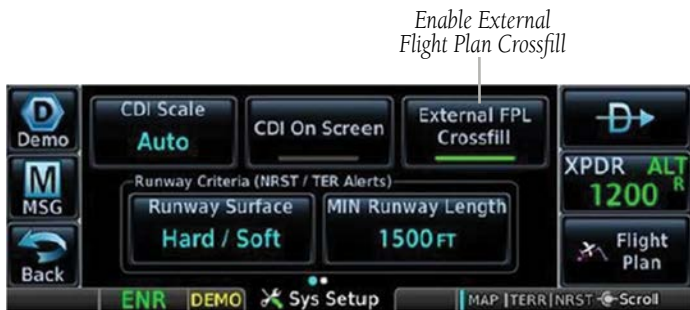 Enable External
Flight Plan Crossfill
Demo
CDI Scale
Auto
CDI On Screen
External FPL
Crossfill
MSG
Runway Criteria (NRST / TER Alerts)
Runway Surface
Hard / Soft
MIN Runway Length
1500 FT
XPDR ALT
1200 R
Back
Flight
Plan
ENR DEMO Sys Setup MAP TERR NRST Scroll